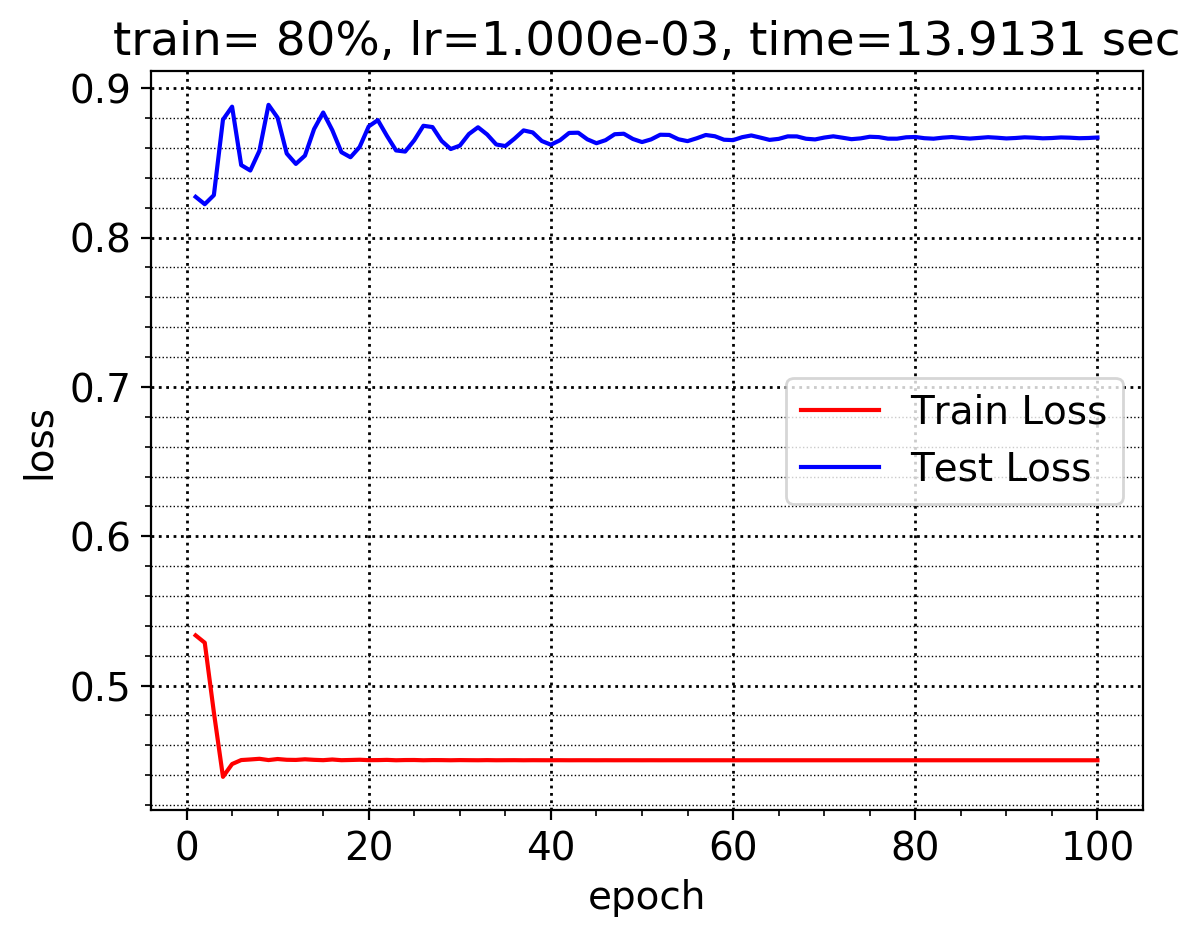 train= 80%, lr=1.000e-03, time=13.9131 sec
0.9
0.8
0.7
0.6
0.5
loss
Train Loss
Test Loss
0 20 40 60 80 100
epoch